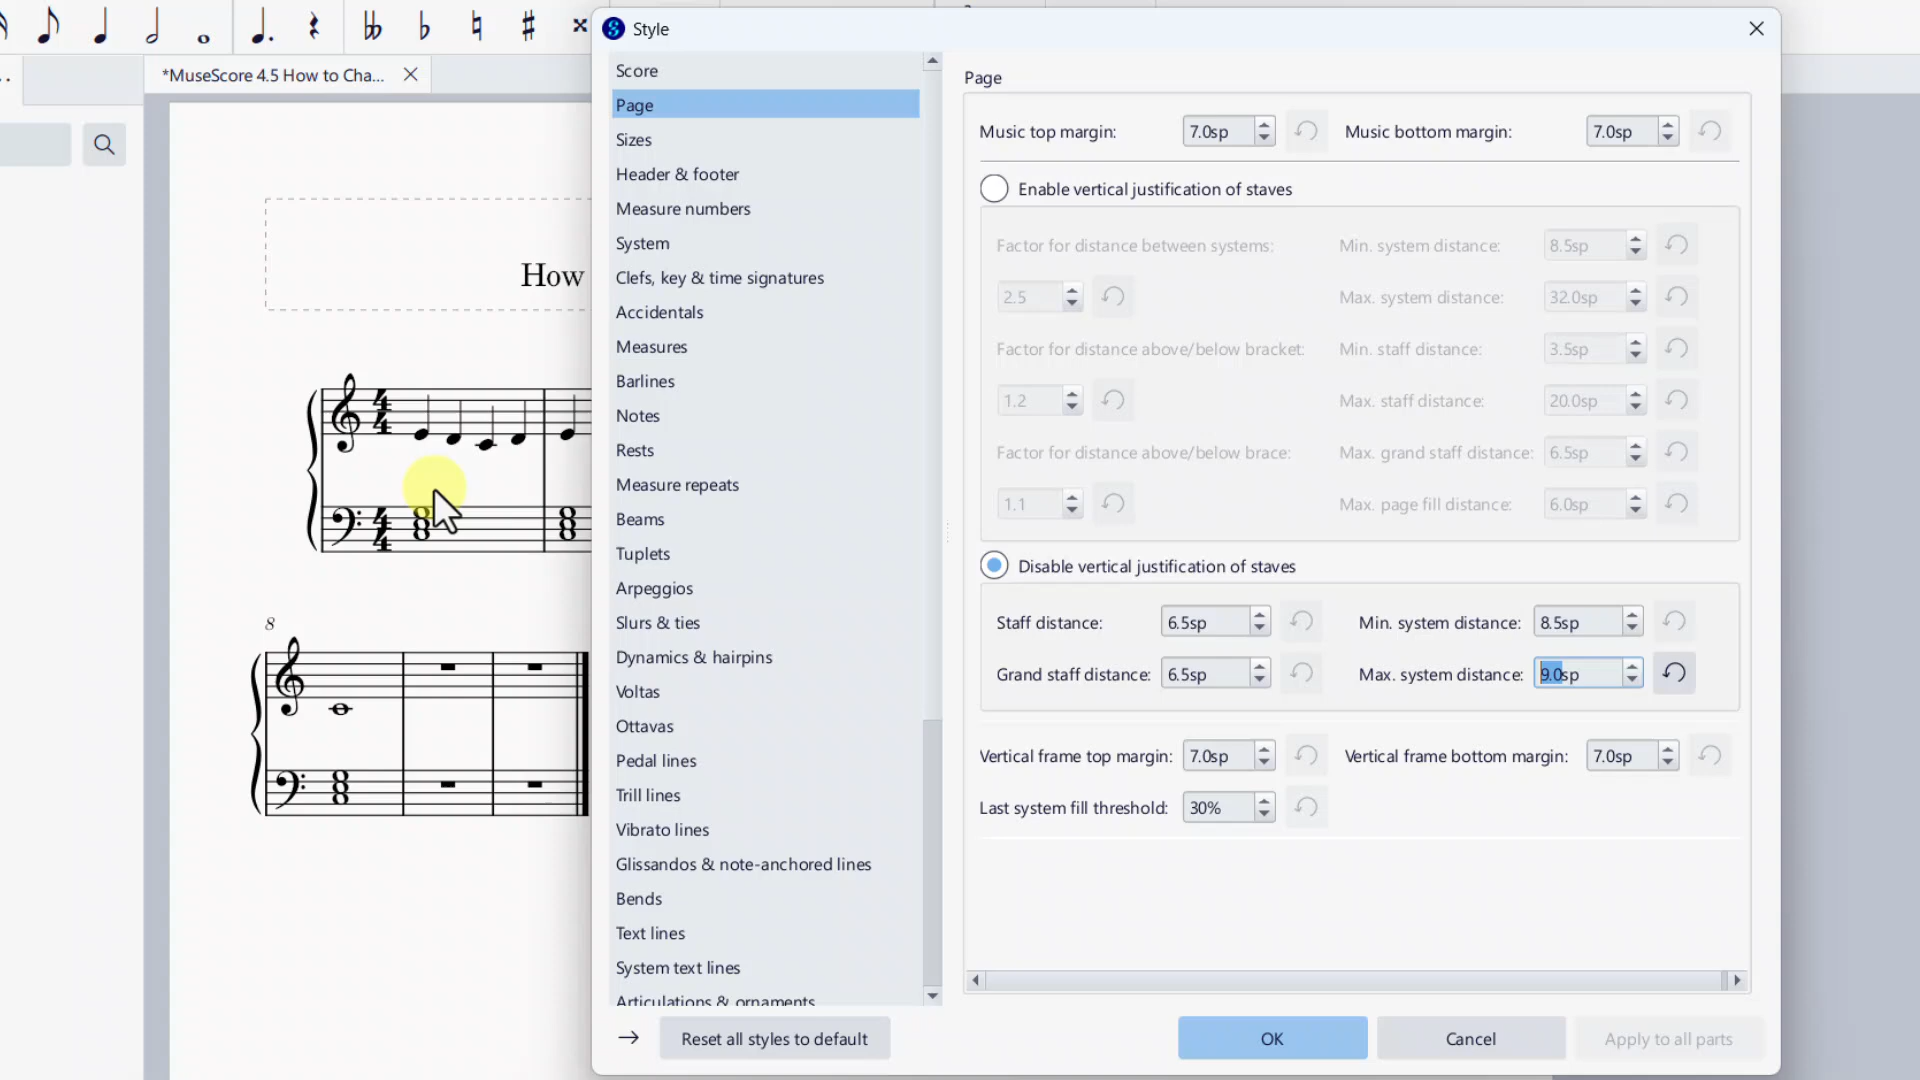 Style
*MuseScore 4.5 How to Cha...
How
8
Score
Page
Sizes
Header & footer
Measure numbers
System
Clefs, key & time signatures
Accidentals
Measures
Barlines
Notes
Rests
Measure repeats
Beams
Tuplets
Arpeggios
Slurs & ties
Dynamics & hairpins
Voltas
Ottavas
Pedal lines
Trill lines
Vibrato lines
Glissandos & note-anchored lines
Bends
Text lines
System text lines
Articulations & ornaments
Page
Music top margin: 7.0sp Music bottom margin: 7.0sp
Enable vertical justification of staves
Factor for distance between systems: Min. system distance: 8.5sp
2.5 Max. system distance: 32.0sp
Factor for distance above/below bracket: Min. staff distance: 3.5sp
1.2 Max. staff distance: 20.0sp
Factor for distance above/below brace: Max. grand staff distance: 6.5sp
1.1 Max. page fill distance: 6.0sp
Disable vertical justification of staves
Staff distance: 6.5sp Min. system distance: 8.5sp
Grand staff distance: 6.5sp Max. system distance: 9.0sp
Vertical frame top margin: 7.0sp Vertical frame bottom margin: 7.0sp
Last system fill threshold: 30%
Reset all styles to default OK Cancel Apply to all parts